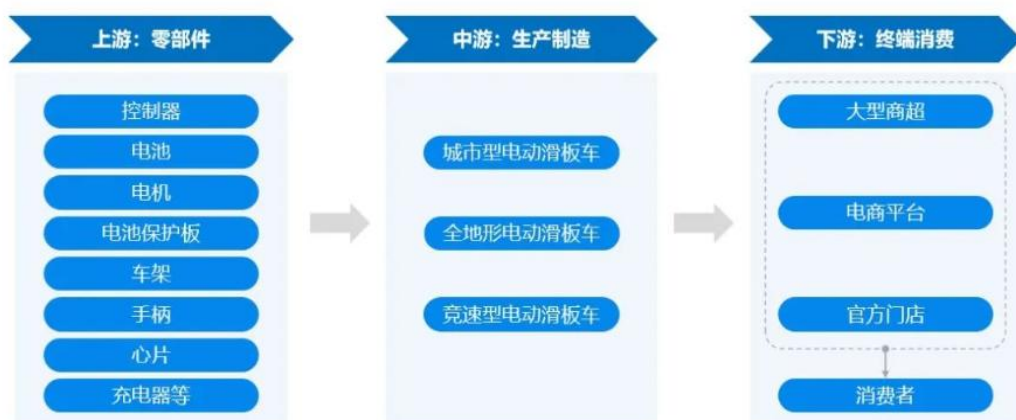 上游：零部件
控制器
电池
电机
电池保护板
车架
手柄
心片
充电器等
中游：生产制造
城市型电动滑板车
全地形电动滑板车
竞速型电动滑板车
下游：终端消费
大型商超
电商平台
官方门店
消费者